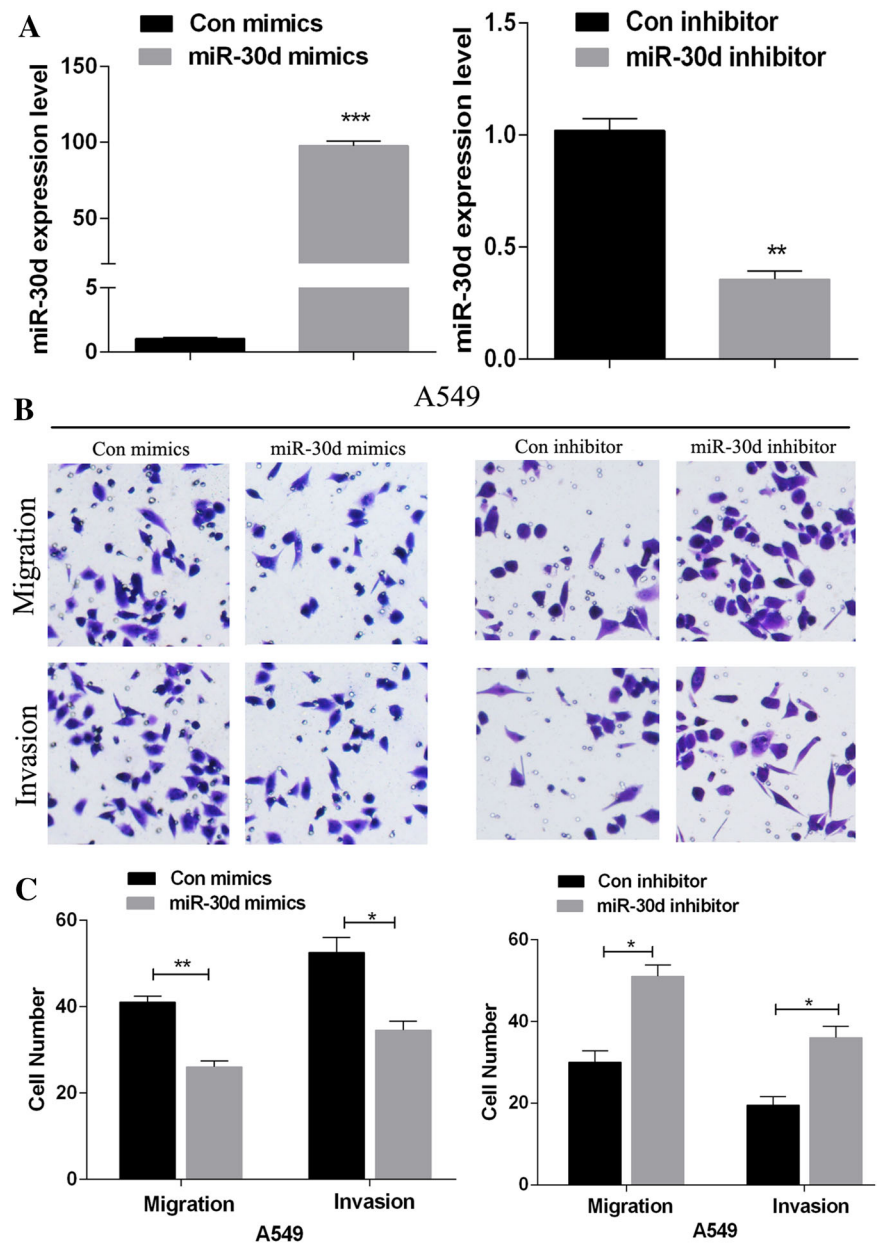 A
Con mimics
miR-30d mimics
miR-30d expression level
150
100
50
5
0
***
Con inhibitor
miR-30d inhibitor
miR-30d expression level
1.5
1.0
0.5
0.0
**
B
A549
Con mimics
miR-30d mimics
Con inhibitor
miR-30d inhibitor
Migration
Invasion
C
Con mimics
miR-30d mimics
Cell Number
60
40
20
0
**
*
Migration
Invasion
A549
Con inhibitor
miR-30d inhibitor
Cell Number
60
40
20
0
*
*
Migration
Invasion
A549